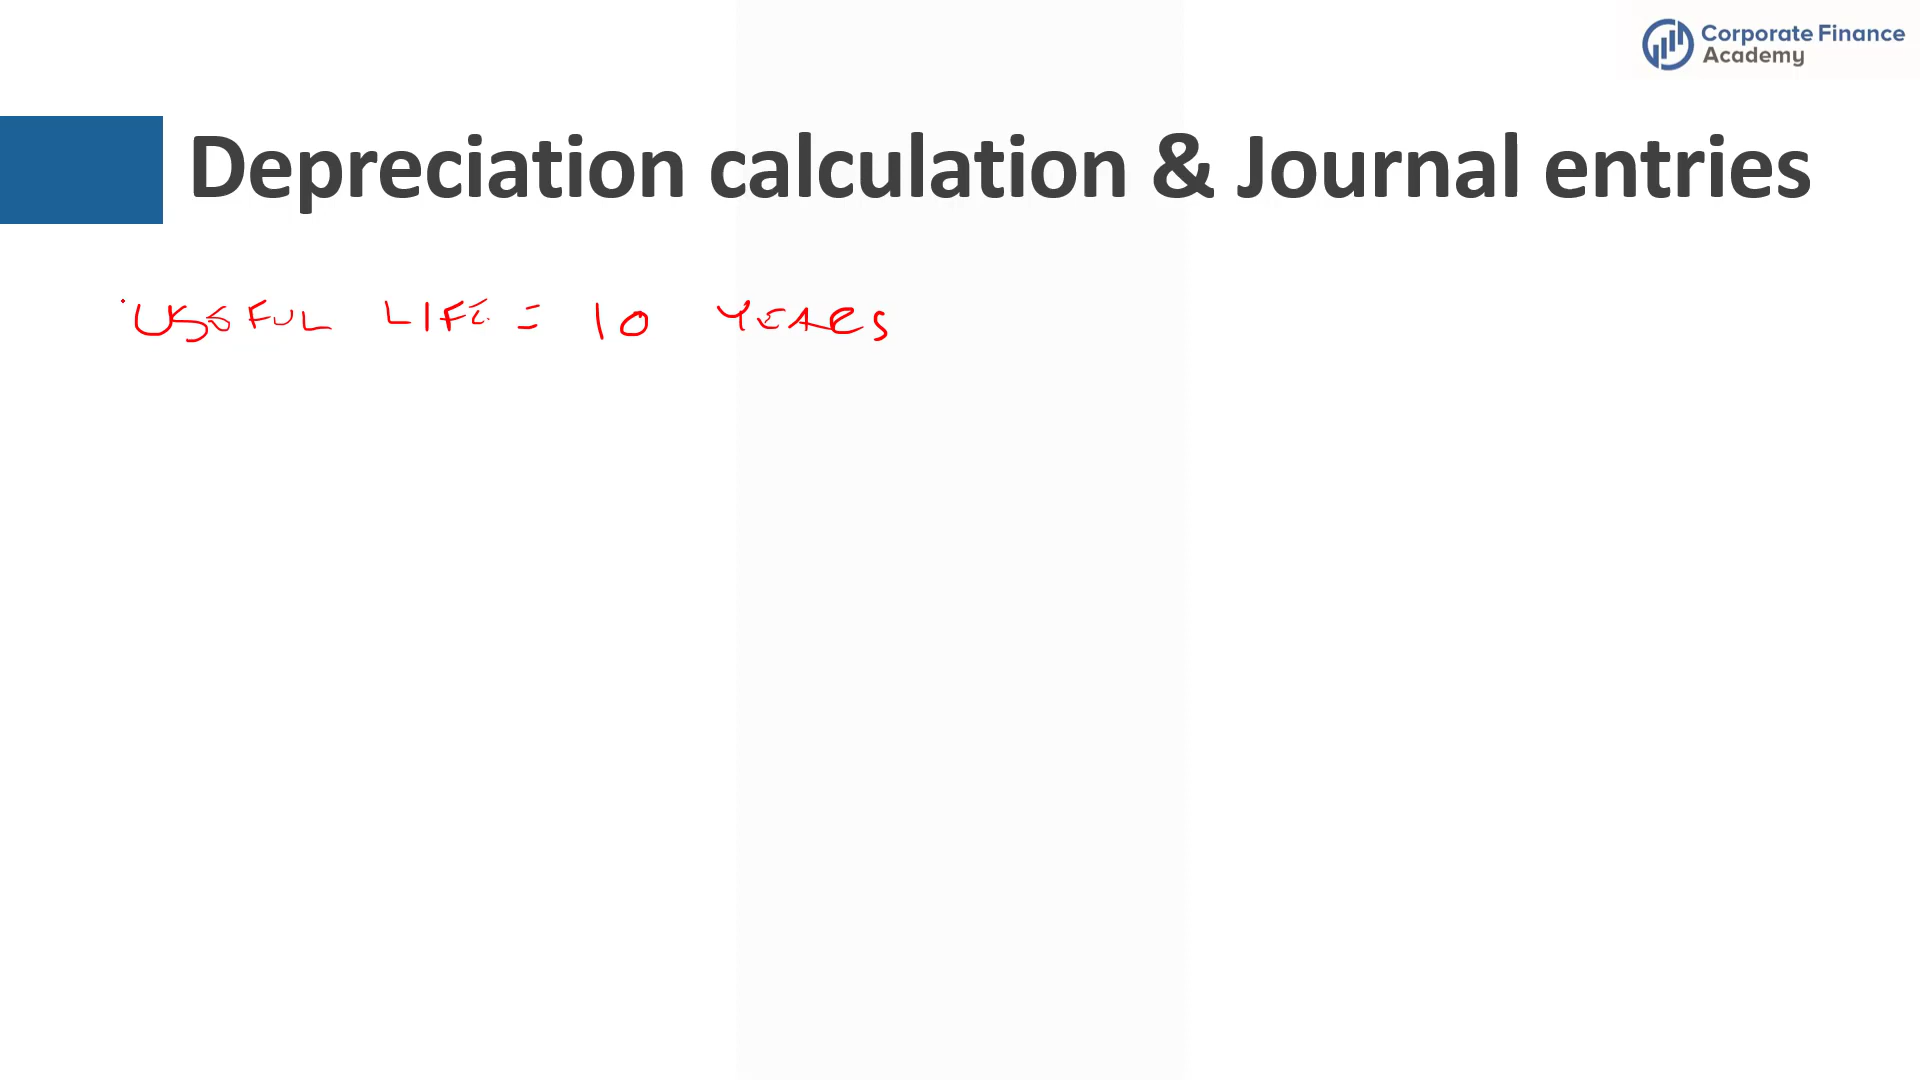 Corporate Finance
Academy
Depreciation calculation & Journal entries
USEFUL LIFE = 10 YEARS